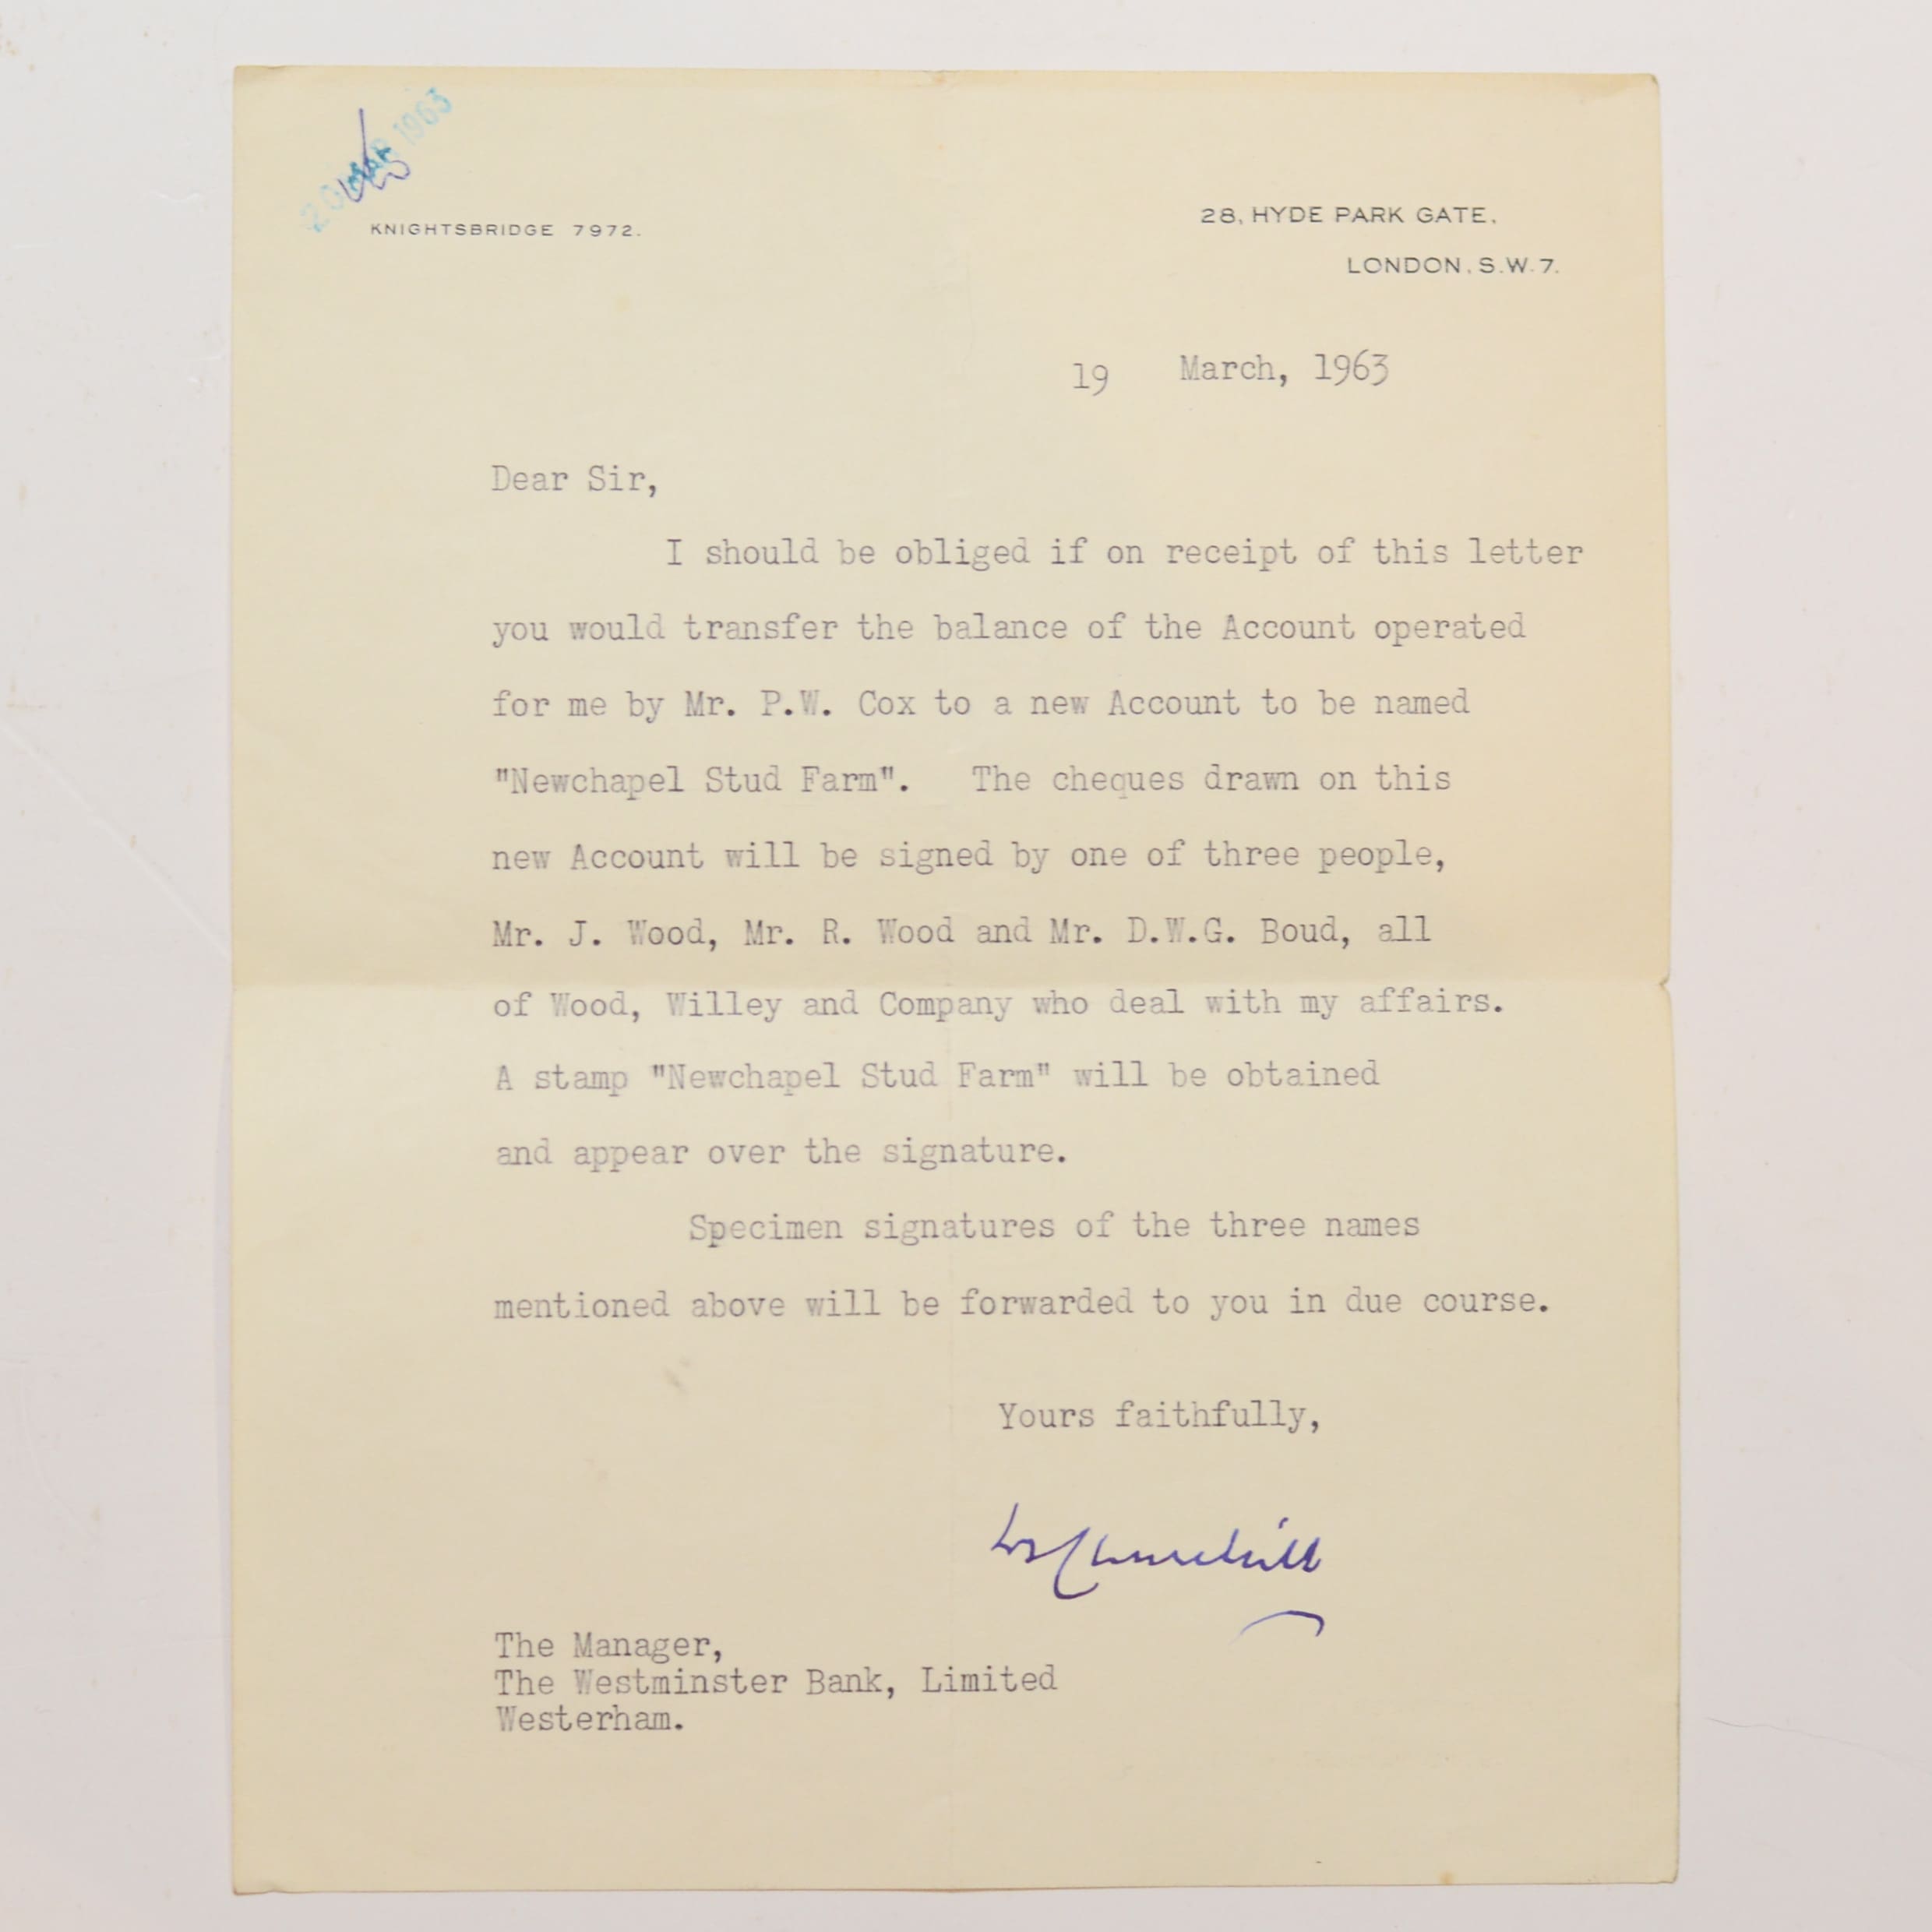 20 MAR 1963
KNIGHTSBRIDGE 7972.
28, HYDE PARK GATE,
LONDON, S.W.7.
19 March, 1963
Dear Sir,
I should be obliged if on receipt of this letter
you would transfer the balance of the Account operated
for me by Mr. P.W. Cox to a new Account to be named
"Newchapel Stud Farm". The cheques drawn on this
new Account will be signed by one of three people,
Mr. J. Wood, Mr. R. Wood and Mr. D.W.G. Boud, all
of Wood, Willey and Company who deal with my affairs.
A stamp "Newchapel Stud Farm" will be obtained
and appear over the signature.
Specimen signatures of the three names
mentioned above will be forwarded to you in due course.
Yours faithfully,
WSChurchill
The Manager,
The Westminster Bank, Limited
Westerham.